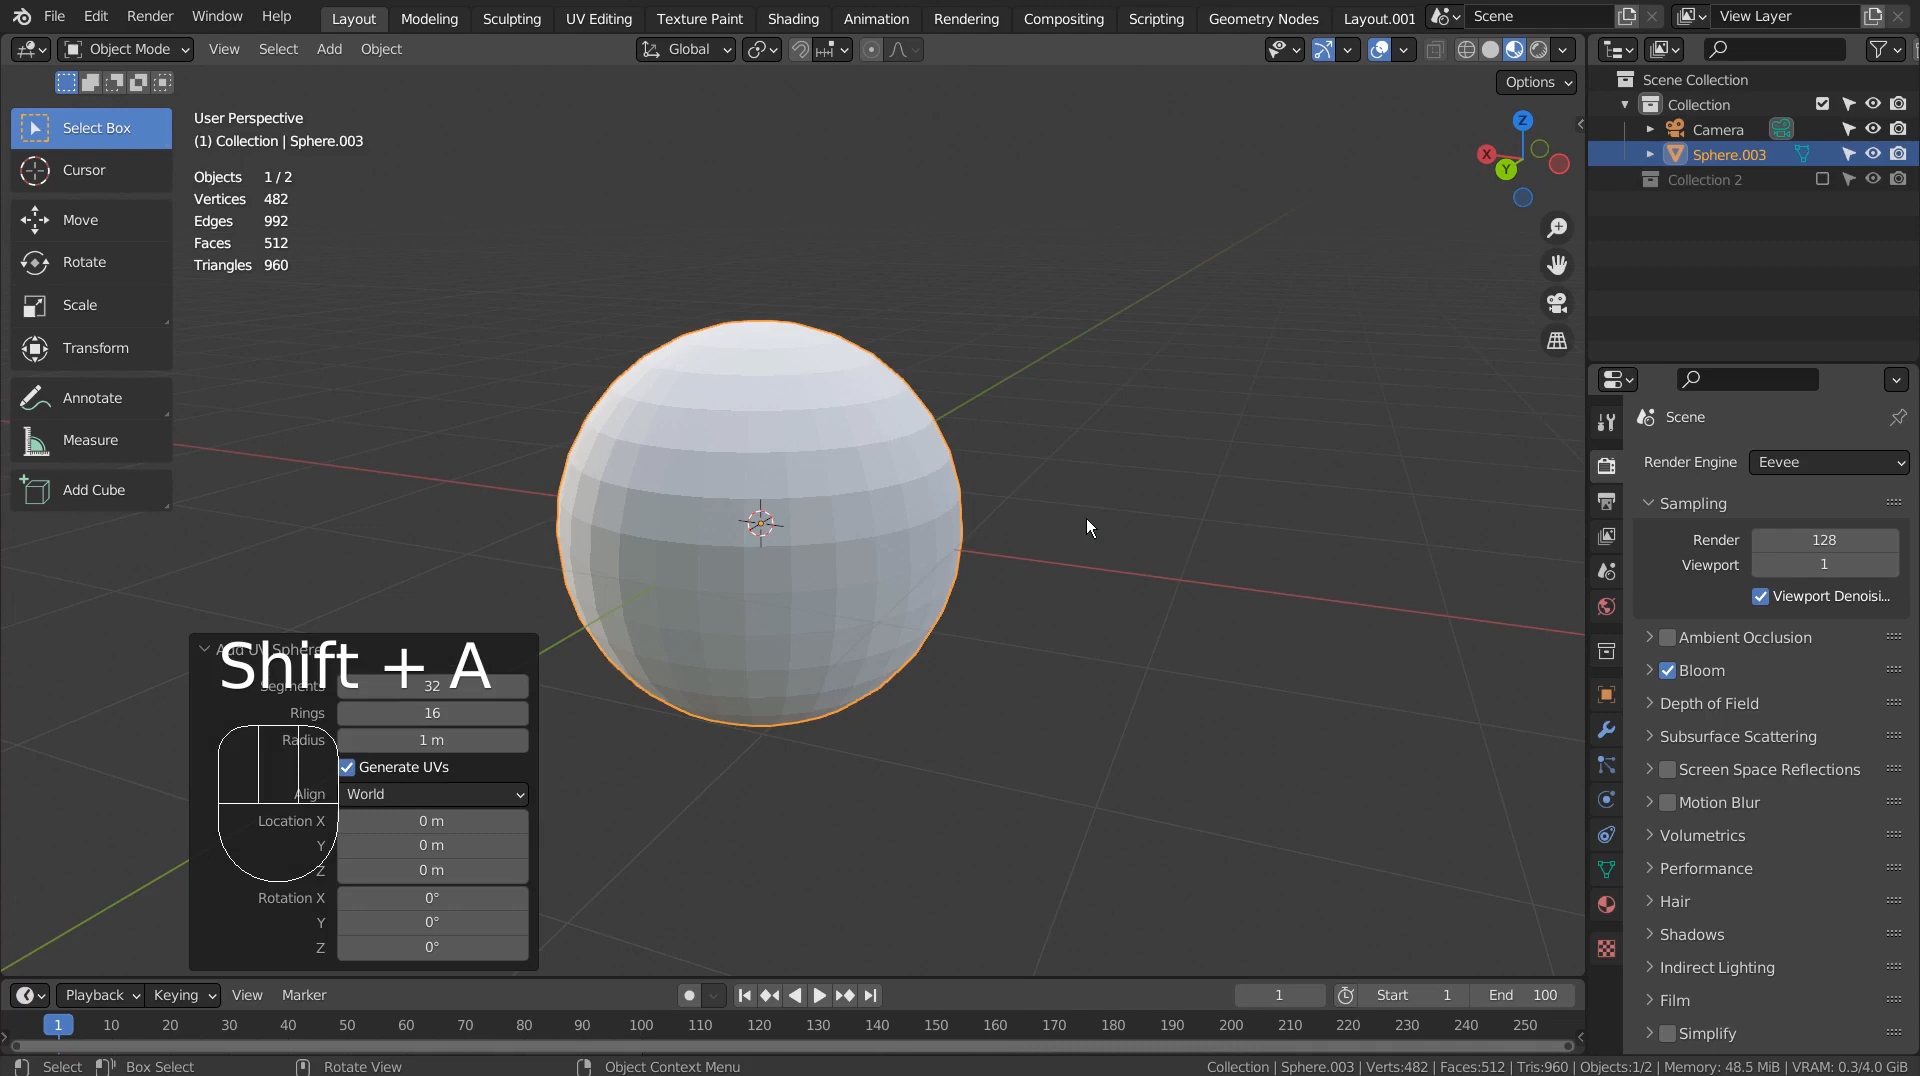 File Edit Render Window Help Layout Modeling Sculpting UV Editing Texture Paint Shading Animation Rendering Compositing Scripting Geometry Nodes Layout.001 Scene View Layer
Object Mode View Select Add Object Global
Options
Select Box
Cursor
Move
Rotate
Scale
Transform
Annotate
Measure
Add Cube
User Perspective
(1) Collection | Sphere.003
Objects 1 / 2
Vertices 482
Edges 992
Faces 512
Triangles 960
Z
X
Y
Add UV Sphere
Shift + A
Segments 32
Rings 16
Radius 1 m
Generate UVs
Align World
Location X 0 m
Y 0 m
Z 0 m
Rotation X 0°
Y 0°
Z 0°
Scene Collection
Collection
Camera
Sphere.003
Collection 2
Scene
Render Engine Eevee
Sampling
Render 128
Viewport 1
Viewport Denoisi...
Ambient Occlusion
Bloom
Depth of Field
Subsurface Scattering
Screen Space Reflections
Motion Blur
Volumetrics
Performance
Hair
Shadows
Indirect Lighting
Film
Simplify
Playback Keying View Marker 1 Start 1 End 100
1 10 20 30 40 50 60 70 80 90 100 110 120 130 140 150 160 170 180 190 200 210 220 230 240 250
Select Box Select Rotate View Object Context Menu Collection | Sphere.003 | Verts:482 | Faces:512 | Tris:960 | Objects:1/2 | Memory: 48.5 MiB | VRAM: 0.3/4.0 GiB